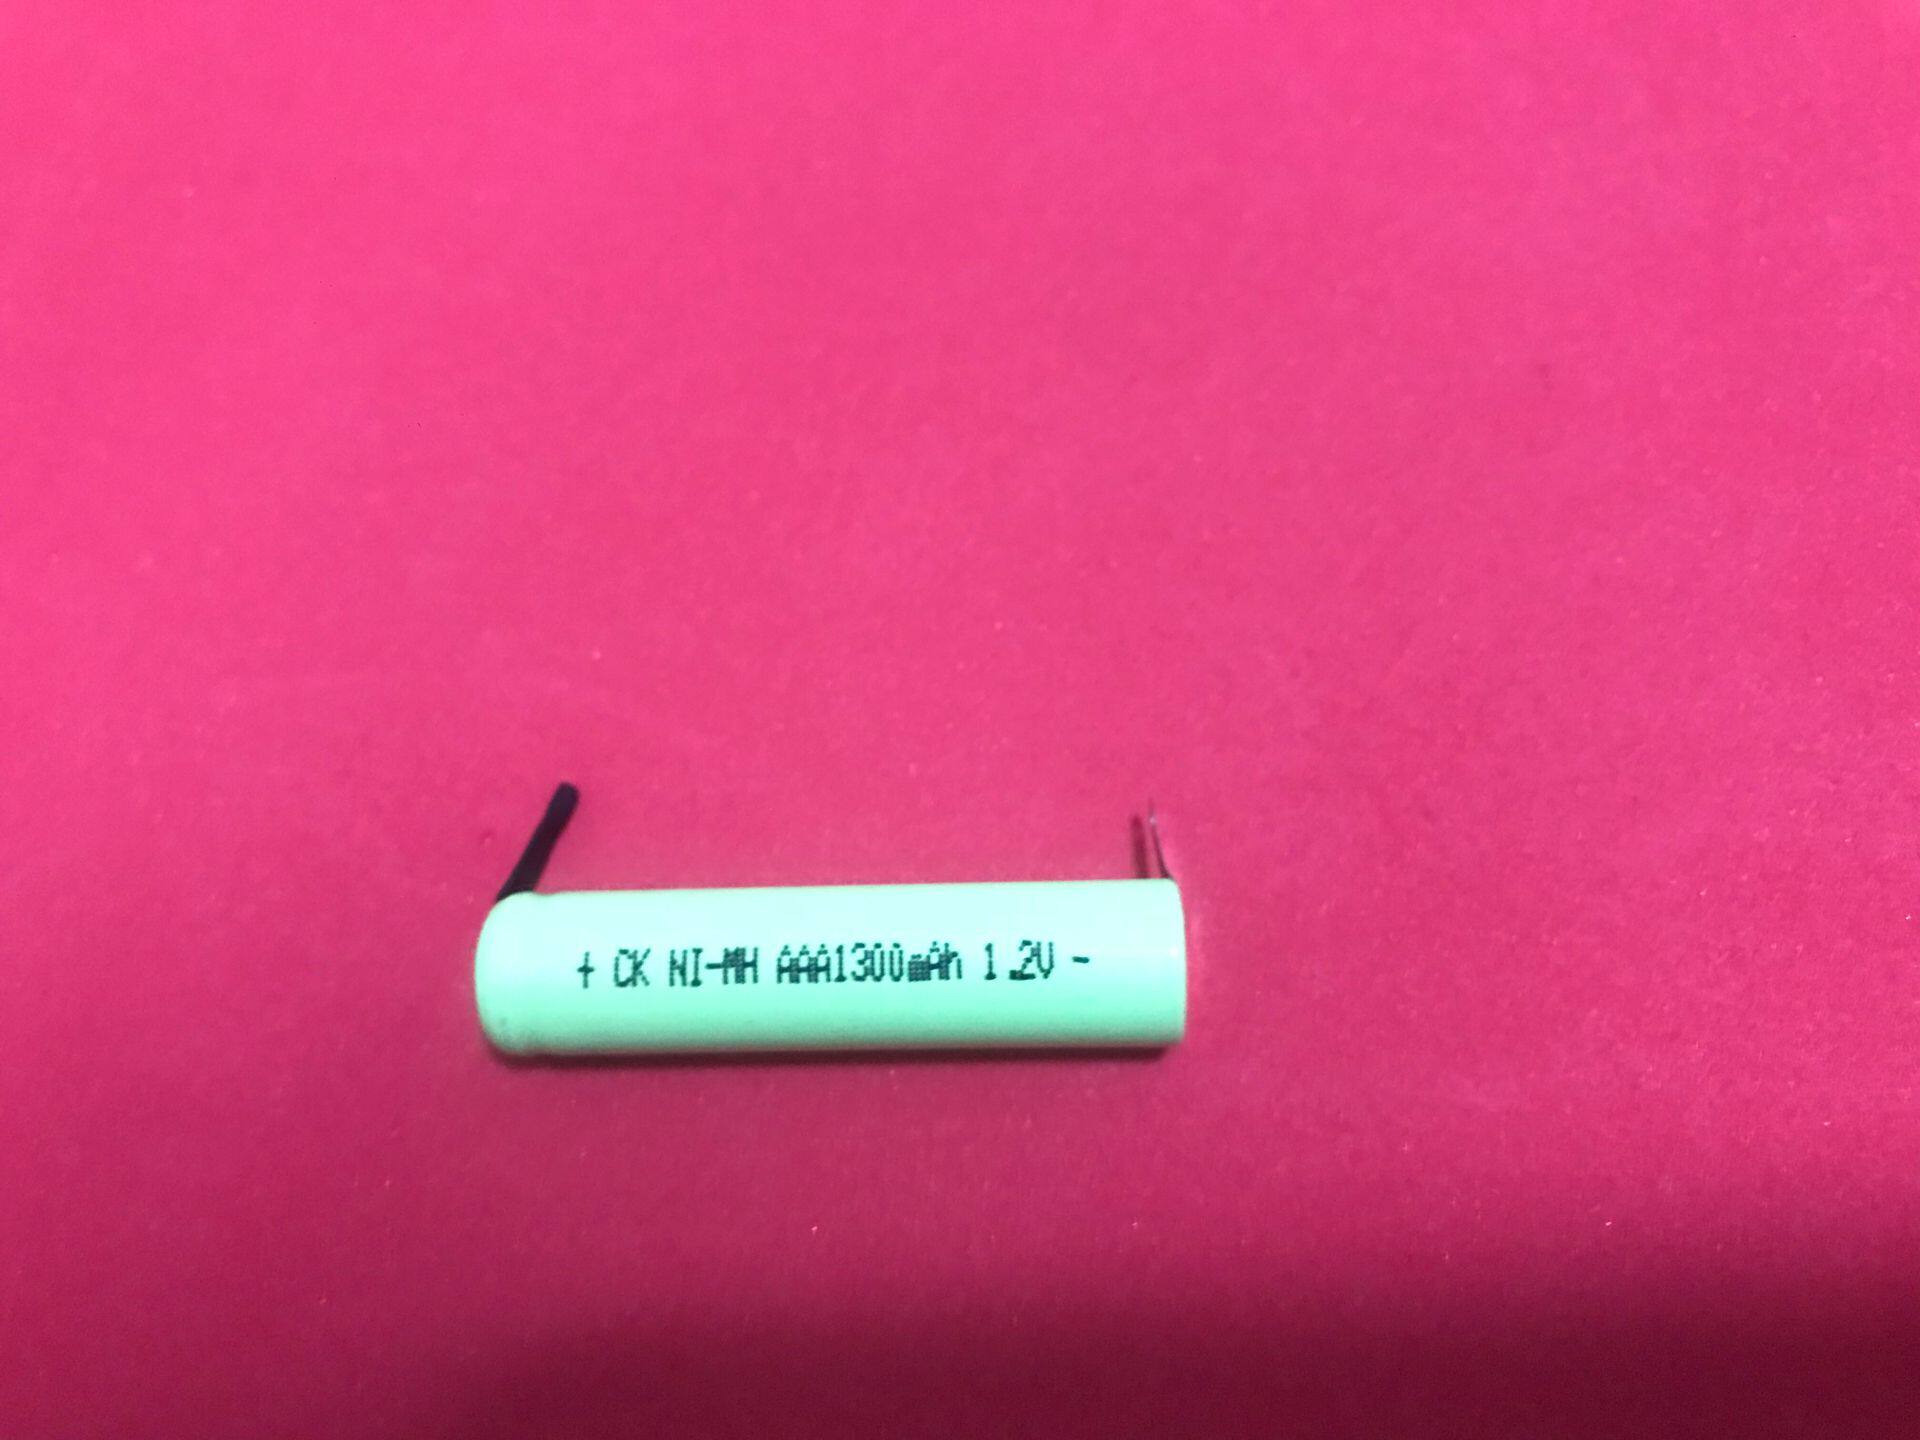 + CK NI-MH AAA1300mAh 1.2V -